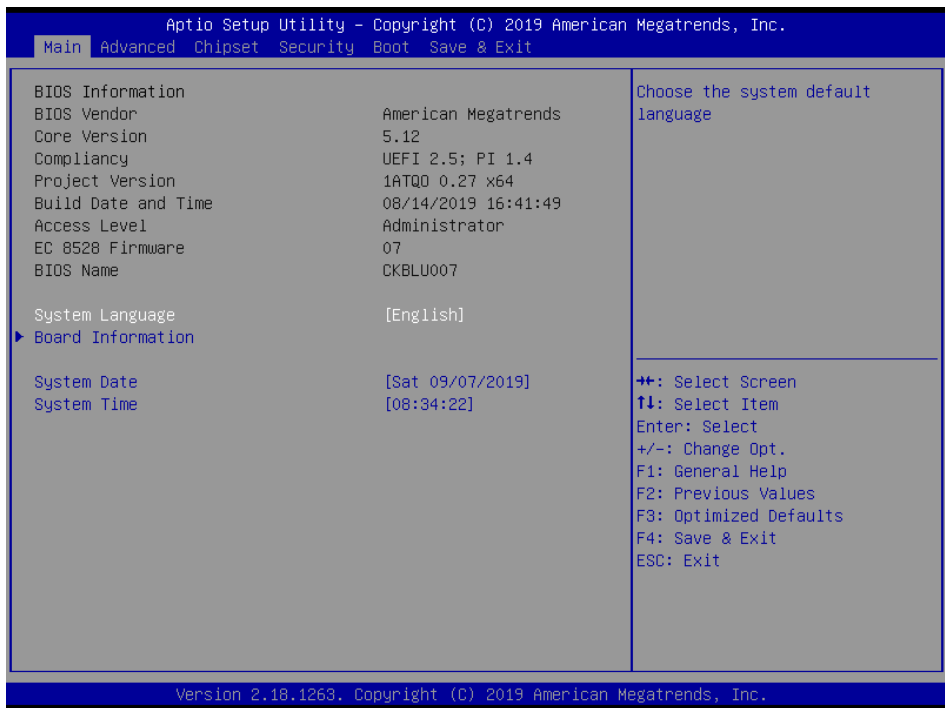 Aptio Setup Utility – Copyright (C) 2019 American Megatrends, Inc.
Main Advanced Chipset Security Boot Save & Exit
BIOS Information
BIOS Vendor American Megatrends
Core Version 5.12
Compliancy UEFI 2.5; PI 1.4
Project Version 1ATQO 0.27 x64
Build Date and Time 08/14/2019 16:41:49
Access Level Administrator
EC 8528 Firmware 07
BIOS Name CKBLU007
System Language [English]
Board Information
System Date [Sat 09/07/2019]
System Time [08:34:22]
Choose the system default
language
→←: Select Screen
↑↓: Select Item
Enter: Select
+/-: Change Opt.
F1: General Help
F2: Previous Values
F3: Optimized Defaults
F4: Save & Exit
ESC: Exit
Version 2.18.1263. Copyright (C) 2019 American Megatrends, Inc.